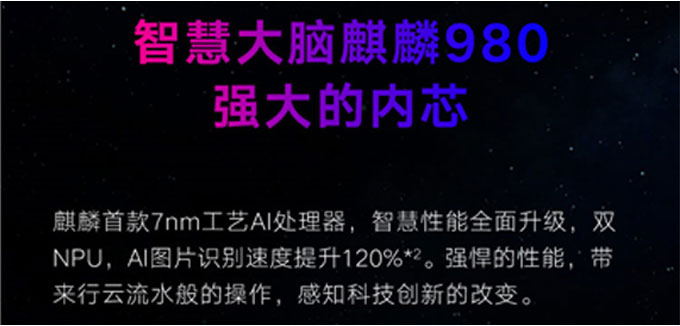 智慧大脑麒麟980
强大的内芯
麒麟首款7nm工艺AI处理器，智慧性能全面升级，双
NPU，AI图片识别速度提升120%*²。强悍的性能，带
来行云流水般的操作，感知科技创新的改变。